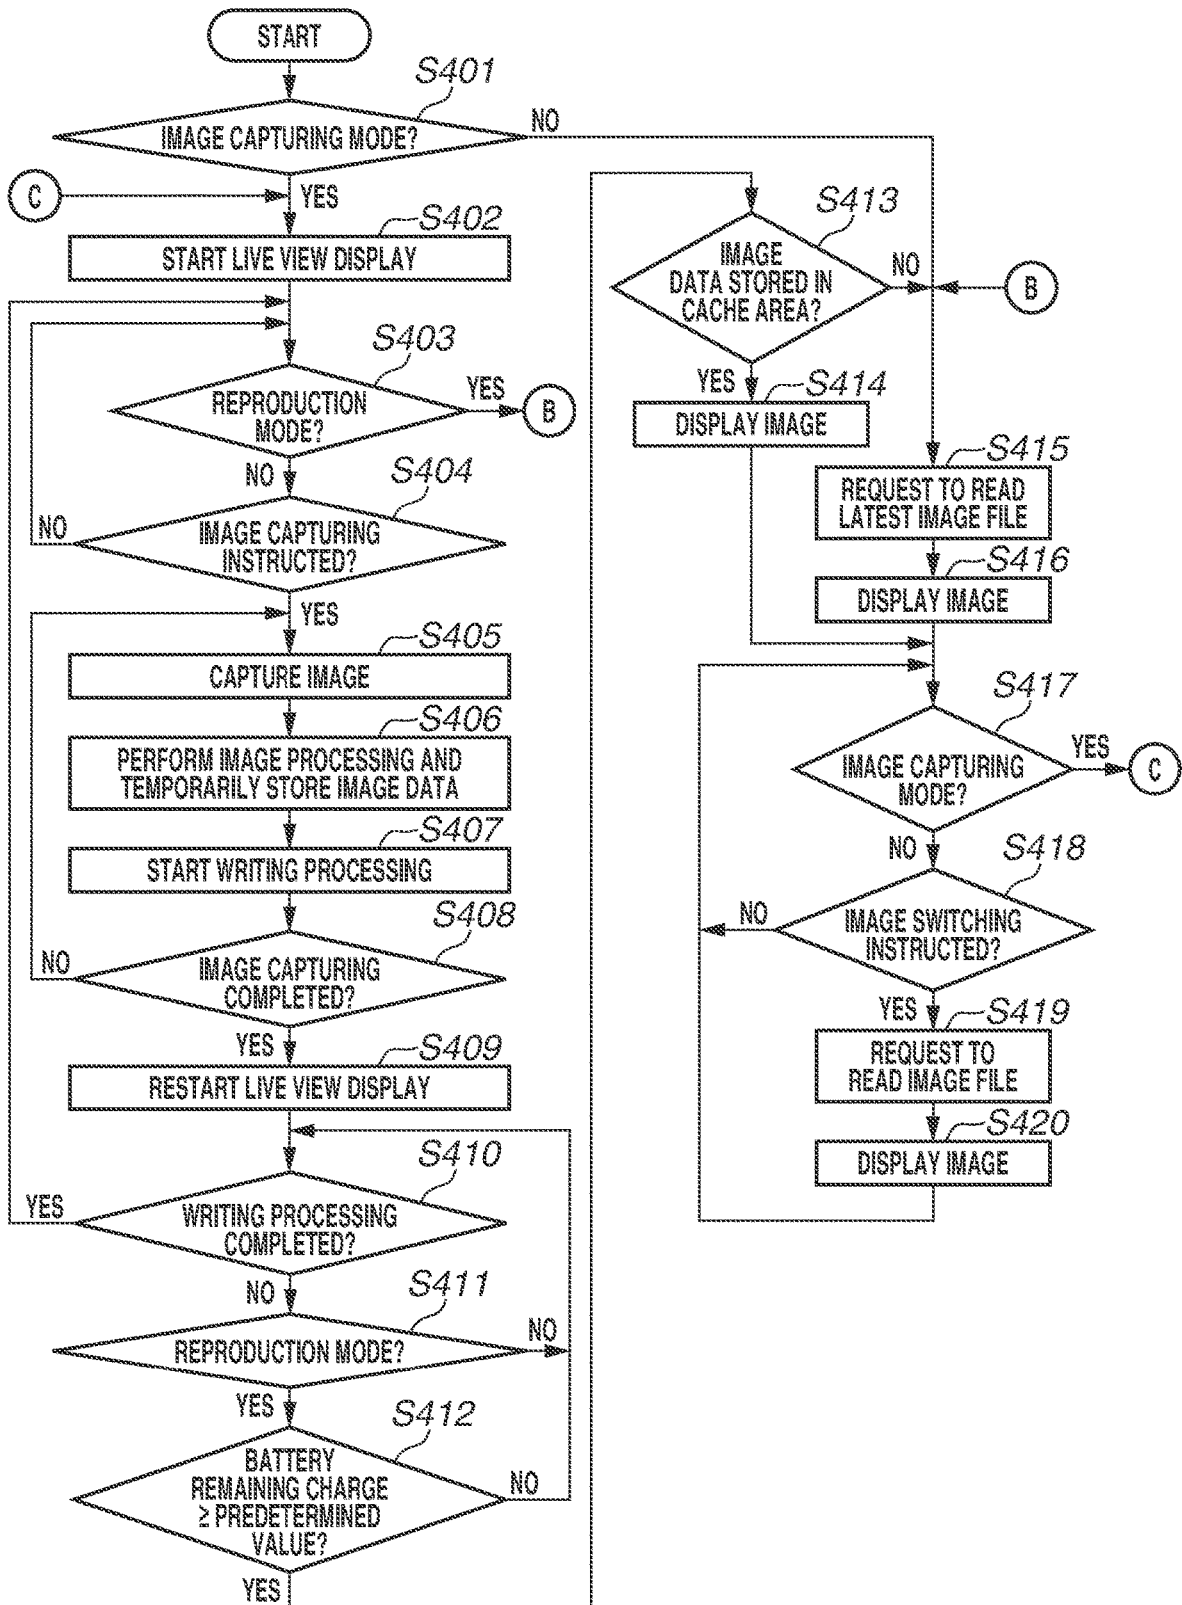 START
S401
IMAGE CAPTURING MODE?
NO
C
YES
S402
START LIVE VIEW DISPLAY
S403
REPRODUCTION
MODE?
YES
B
NO
S404
IMAGE CAPTURING
INSTRUCTED?
NO
YES
S405
CAPTURE IMAGE
S406
PERFORM IMAGE PROCESSING AND
TEMPORARILY STORE IMAGE DATA
S407
START WRITING PROCESSING
S408
IMAGE CAPTURING
COMPLETED?
NO
YES
S409
RESTART LIVE VIEW DISPLAY
S410
WRITING PROCESSING
COMPLETED?
YES
NO
S411
REPRODUCTION MODE?
NO
YES
S412
BATTERY
REMAINING CHARGE
≥ PREDETERMINED
VALUE?
NO
YES
S413
IMAGE
DATA STORED IN
CACHE AREA?
NO
B
YES
S414
DISPLAY IMAGE
S415
REQUEST TO READ
LATEST IMAGE FILE
S416
DISPLAY IMAGE
S417
IMAGE CAPTURING
MODE?
YES
C
NO
S418
IMAGE SWITCHING
INSTRUCTED?
NO
YES
S419
REQUEST TO
READ IMAGE FILE
S420
DISPLAY IMAGE